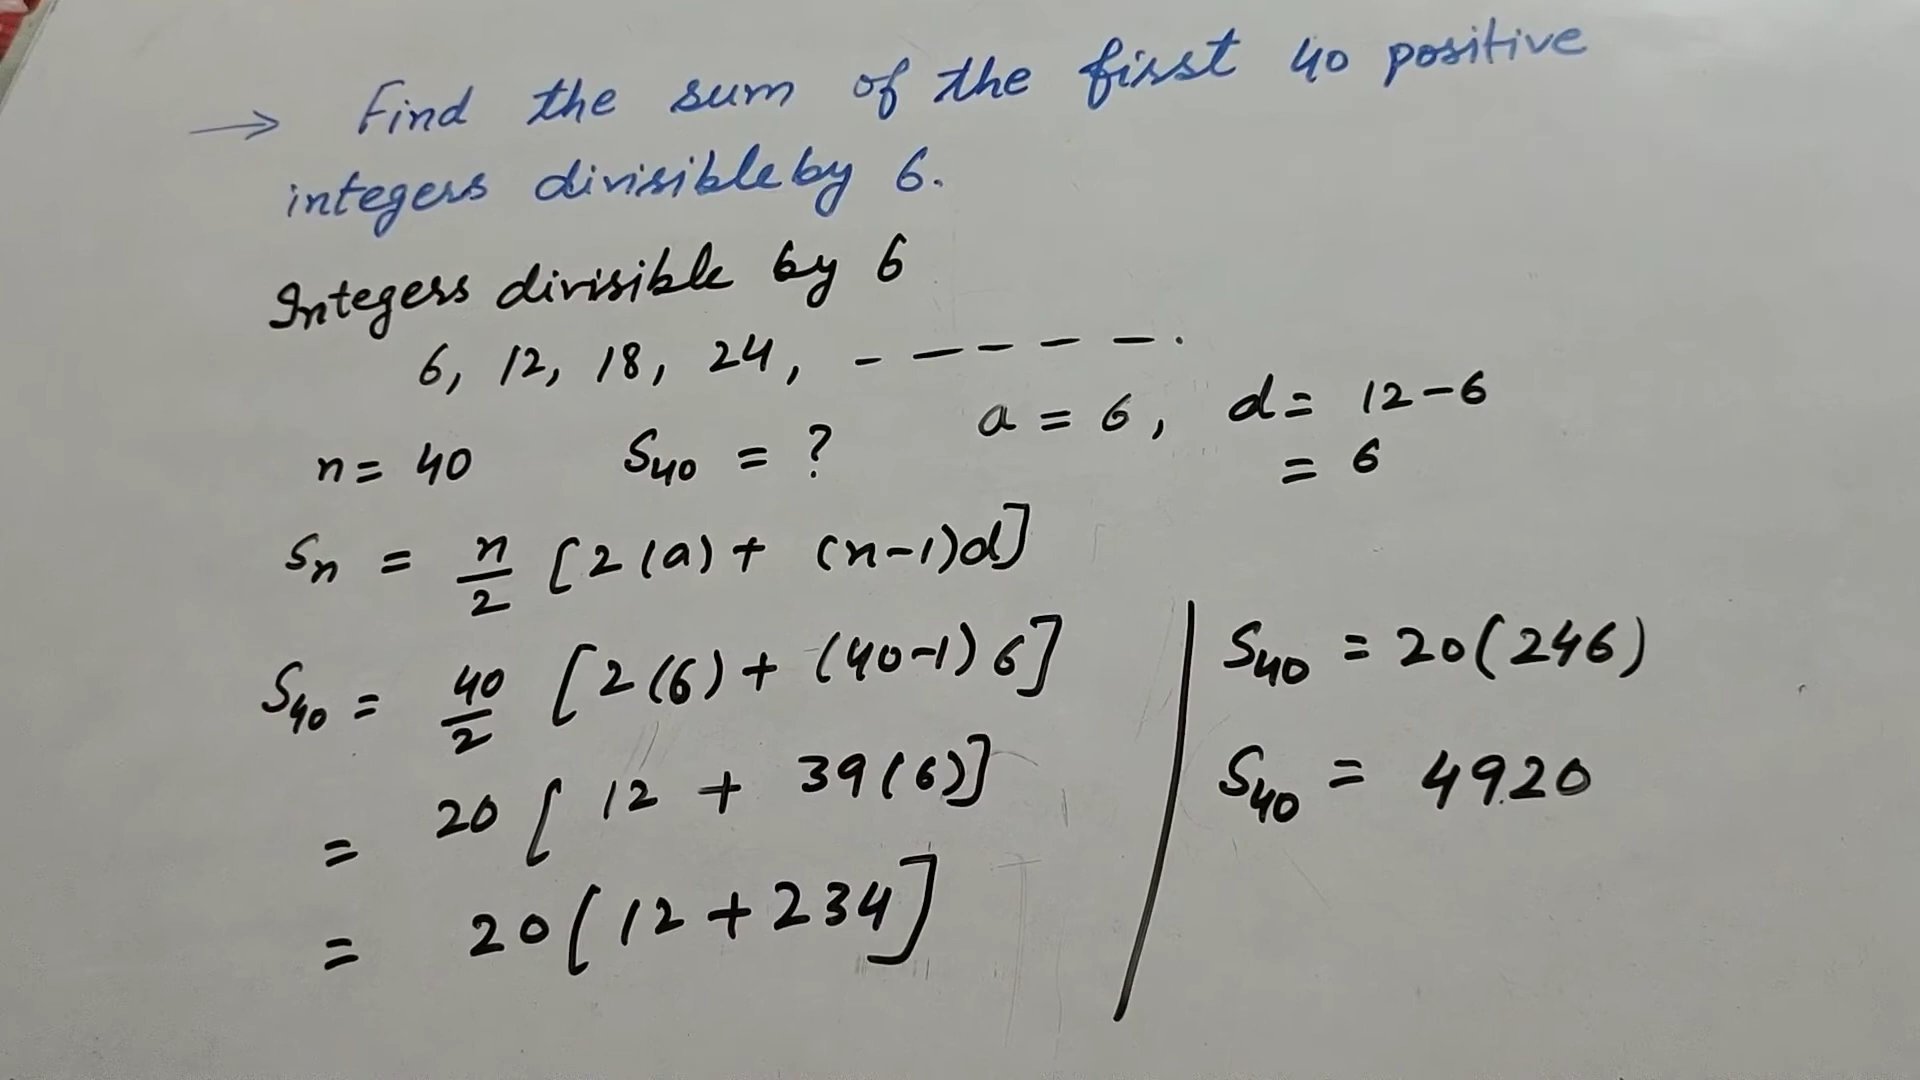 → Find the sum of the first 40 positive
integers divisible by 6.
Integers divisible by 6
6, 12, 18, 24, - - - - - -.
a = 6, d = 12-6
= 6
n = 40 S40 = ?
Sn = n/2 [2(a) + (n-1)d]
S40 = 40/2 [2(6) + (40-1)6]
= 20[12 + 39(6)]
= 20[12+234]
S40 = 20(246)
S40 = 4920